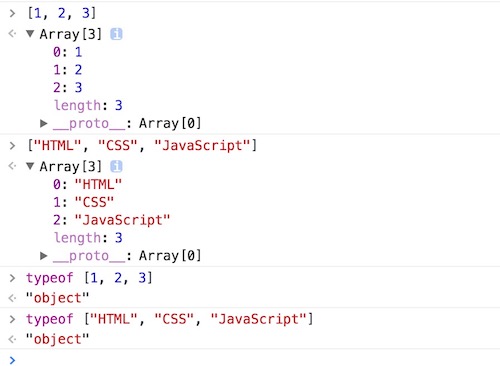 > [1, 2, 3]
<· ▼ Array[3] i
0: 1
1: 2
2: 3
length: 3
▶ __proto__: Array[0]
> ["HTML", "CSS", "JavaScript"]
<· ▼ Array[3] i
0: "HTML"
1: "CSS"
2: "JavaScript"
length: 3
▶ __proto__: Array[0]
> typeof [1, 2, 3]
<· "object"
> typeof ["HTML", "CSS", "JavaScript"]
<· "object"
>